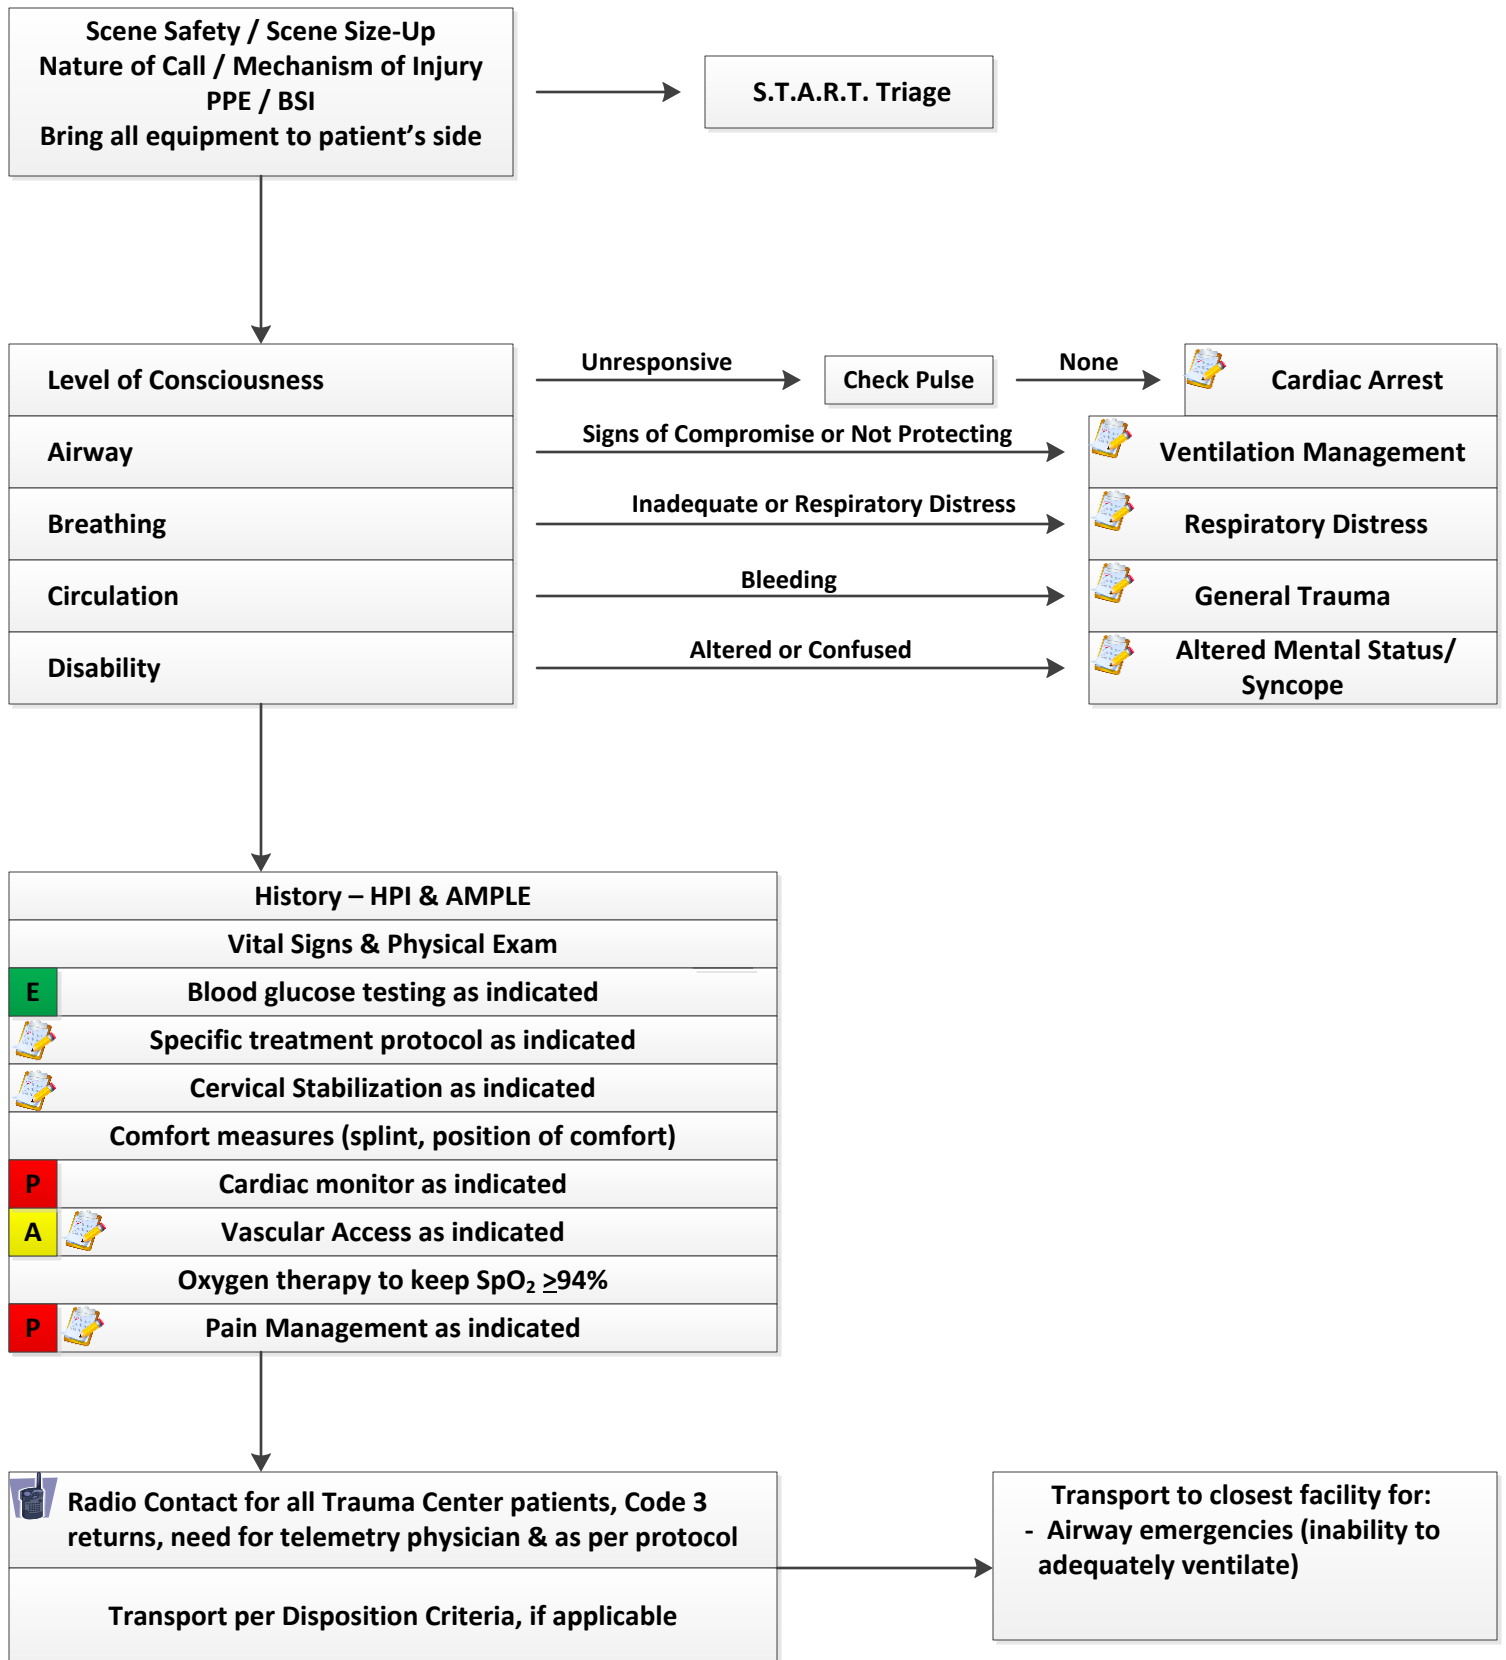 Scene Safety / Scene Size-Up
Nature of Call / Mechanism of Injury
PPE / BSI
Bring all equipment to patient’s side
S.T.A.R.T. Triage
Level of Consciousness
Unresponsive
Check Pulse
None
Cardiac Arrest
Airway
Signs of Compromise or Not Protecting
Ventilation Management
Breathing
Inadequate or Respiratory Distress
Respiratory Distress
Circulation
Bleeding
General Trauma
Disability
Altered or Confused
Altered Mental Status/
Syncope
History – HPI & AMPLE
Vital Signs & Physical Exam
E Blood glucose testing as indicated
Specific treatment protocol as indicated
Cervical Stabilization as indicated
Comfort measures (splint, position of comfort)
P Cardiac monitor as indicated
A Vascular Access as indicated
Oxygen therapy to keep SpO₂ ≥94%
P Pain Management as indicated
Radio Contact for all Trauma Center patients, Code 3
returns, need for telemetry physician & as per protocol
Transport per Disposition Criteria, if applicable
Transport to closest facility for:
- Airway emergencies (inability to
adequately ventilate)